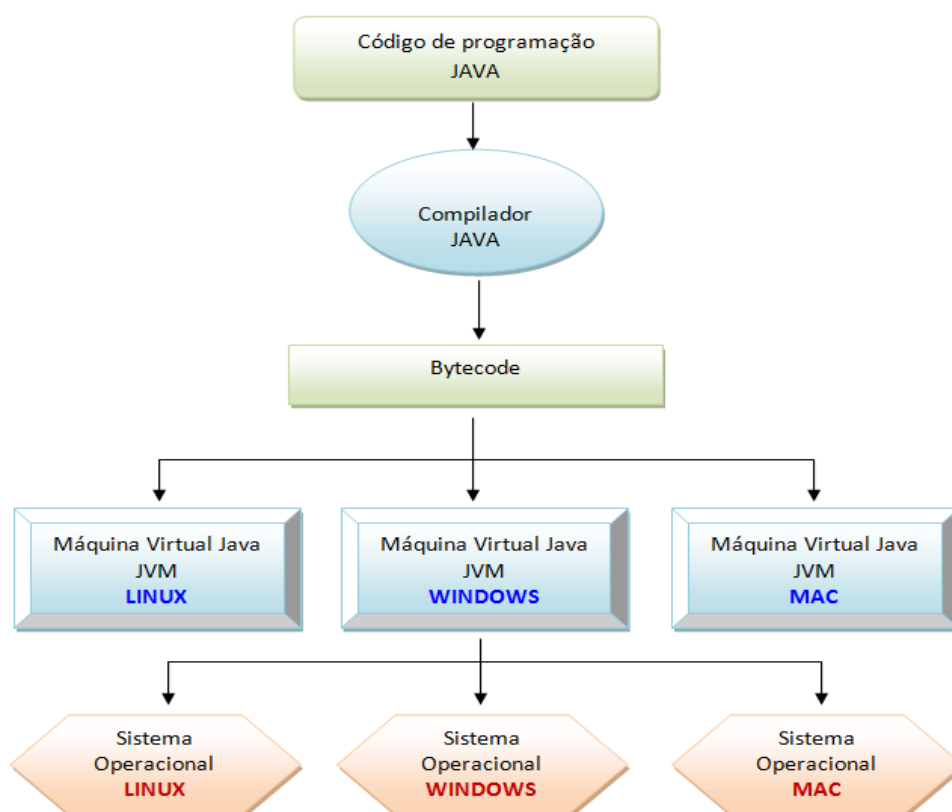 Código de programação
JAVA
Compilador
JAVA
Bytecode
Máquina Virtual Java
JVM
LINUX
Máquina Virtual Java
JVM
WINDOWS
Máquina Virtual Java
JVM
MAC
Sistema
Operacional
LINUX
Sistema
Operacional
WINDOWS
Sistema
Operacional
MAC